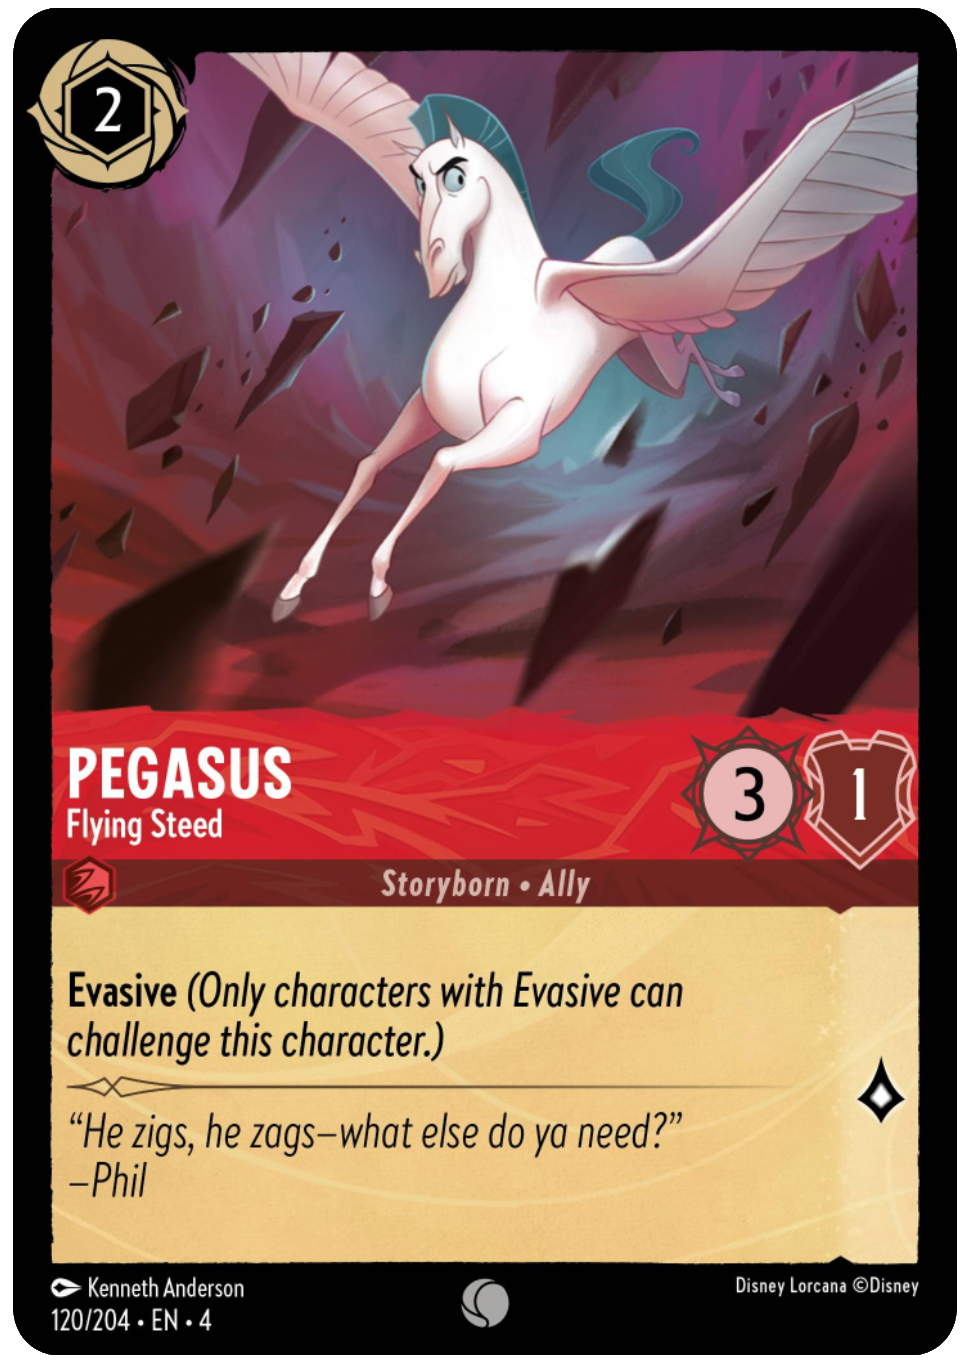 2
PEGASUS
Flying Steed
3
1
Storyborn • Ally
Evasive (Only characters with Evasive can
challenge this character.)
“He zigs, he zags–what else do ya need?”
–Phil
Kenneth Anderson
Disney Lorcana ©Disney
120/204 • EN • 4